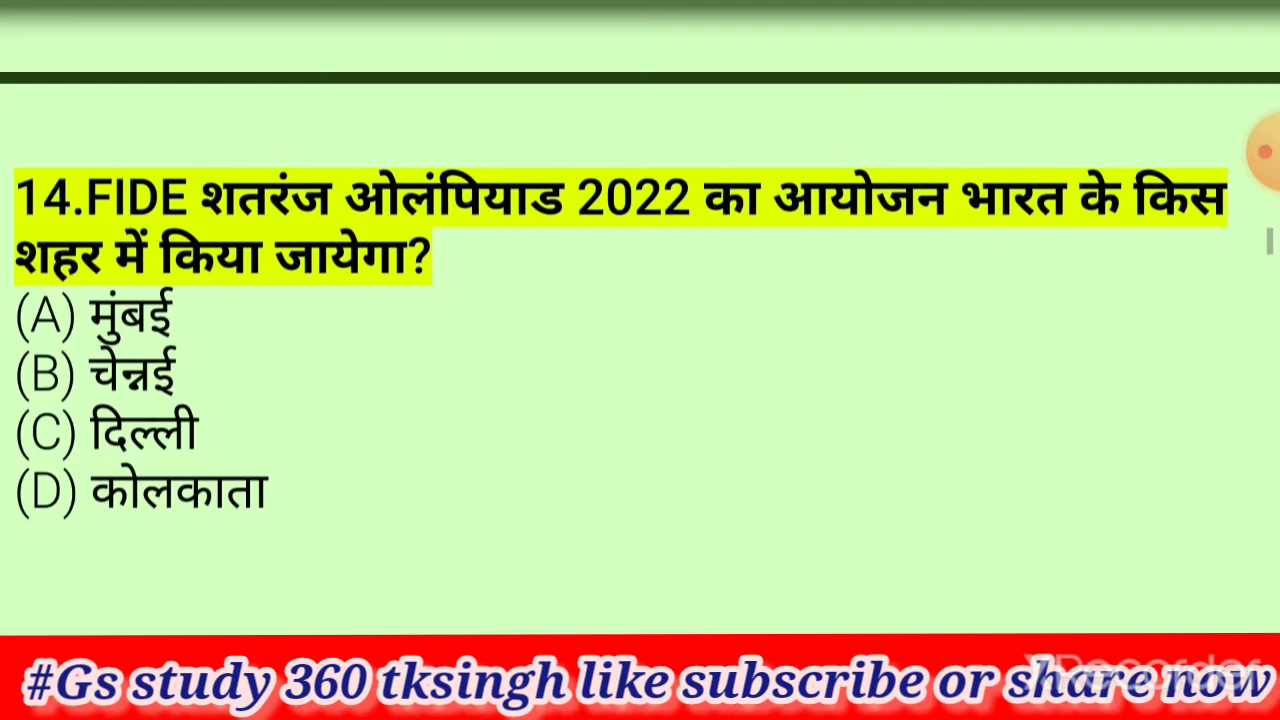 14.FIDE शतरंज ओलंपियाड 2022 का आयोजन भारत के किस
शहर में किया जायेगा?
(A) मुंबई
(B) चेन्नई
(C) दिल्ली
(D) कोलकाता
#Gs study 360 tksingh like subscribe or share now
XRecorder